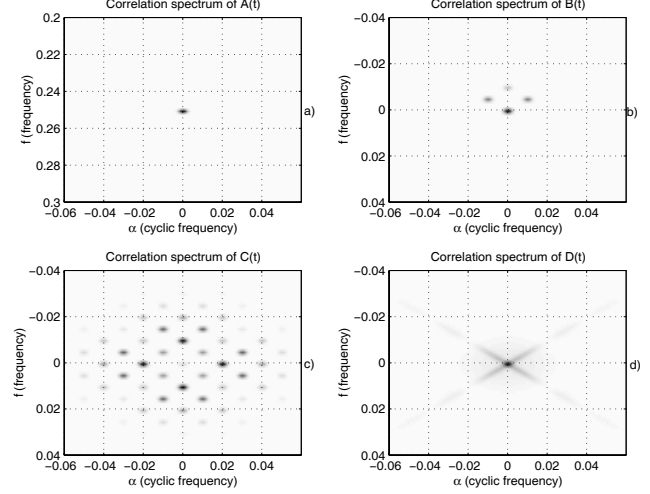 Correlation spectrum of A(t)
0.2
0.22
0.24
0.26
0.28
0.3
f (frequency)
−0.06 −0.04 −0.02 0 0.02 0.04
α (cyclic frequency)
a)
Correlation spectrum of B(t)
−0.04
−0.02
0
0.02
0.04
f (frequency)
−0.06 −0.04 −0.02 0 0.02 0.04
α (cyclic frequency)
b)
Correlation spectrum of C(t)
−0.04
−0.02
0
0.02
0.04
f (frequency)
−0.06 −0.04 −0.02 0 0.02 0.04
α (cyclic frequency)
c)
Correlation spectrum of D(t)
−0.04
−0.02
0
0.02
0.04
f (frequency)
−0.06 −0.04 −0.02 0 0.02 0.04
α (cyclic frequency)
d)